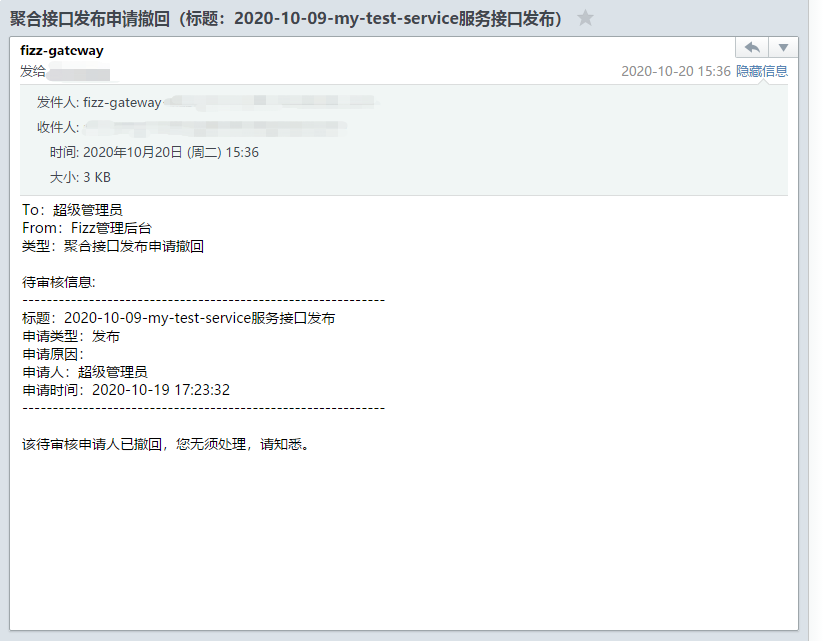 聚合接口发布申请撤回（标题：2020-10-09-my-test-service服务接口发布）
fizz-gateway
发给
2020-10-20 15:36 隐藏信息
发件人: fizz-gateway
收件人:
时间: 2020年10月20日 (周二) 15:36
大小: 3 KB
To：超级管理员
From：Fizz管理后台
类型：聚合接口发布申请撤回
待审核信息:
------------------------------------------------------------
标题：2020-10-09-my-test-service服务接口发布
申请类型：发布
申请原因：
申请人：超级管理员
申请时间：2020-10-19 17:23:32
------------------------------------------------------------
该待审核申请人已撤回，您无须处理，请知悉。